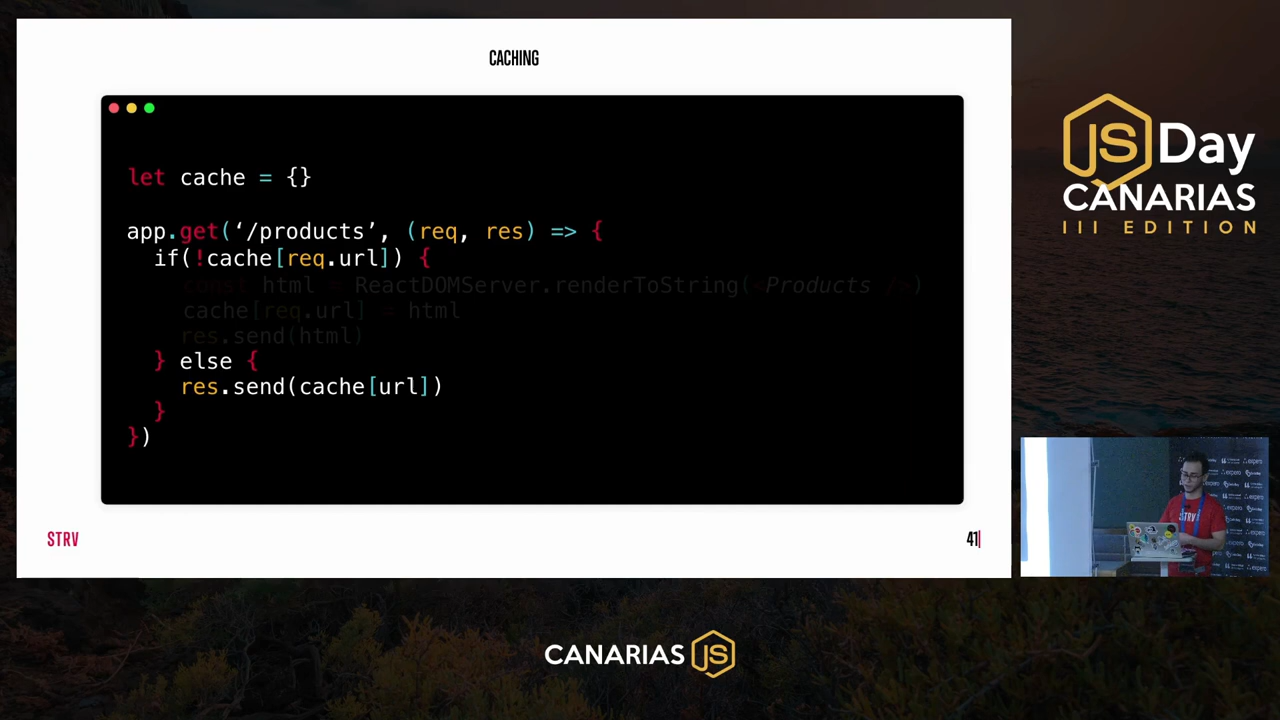 CACHING
let cache = {}
app.get(‘/products’, (req, res) => {
if(!cache[req.url]) {
const html = ReactDOMServer.renderToString(<Products />)
cache[req.url] = html
res.send(html)
} else {
res.send(cache[url])
}
})
STRV
41
JS Day
CANARIAS
III EDITION
STRV
CANARIAS JS